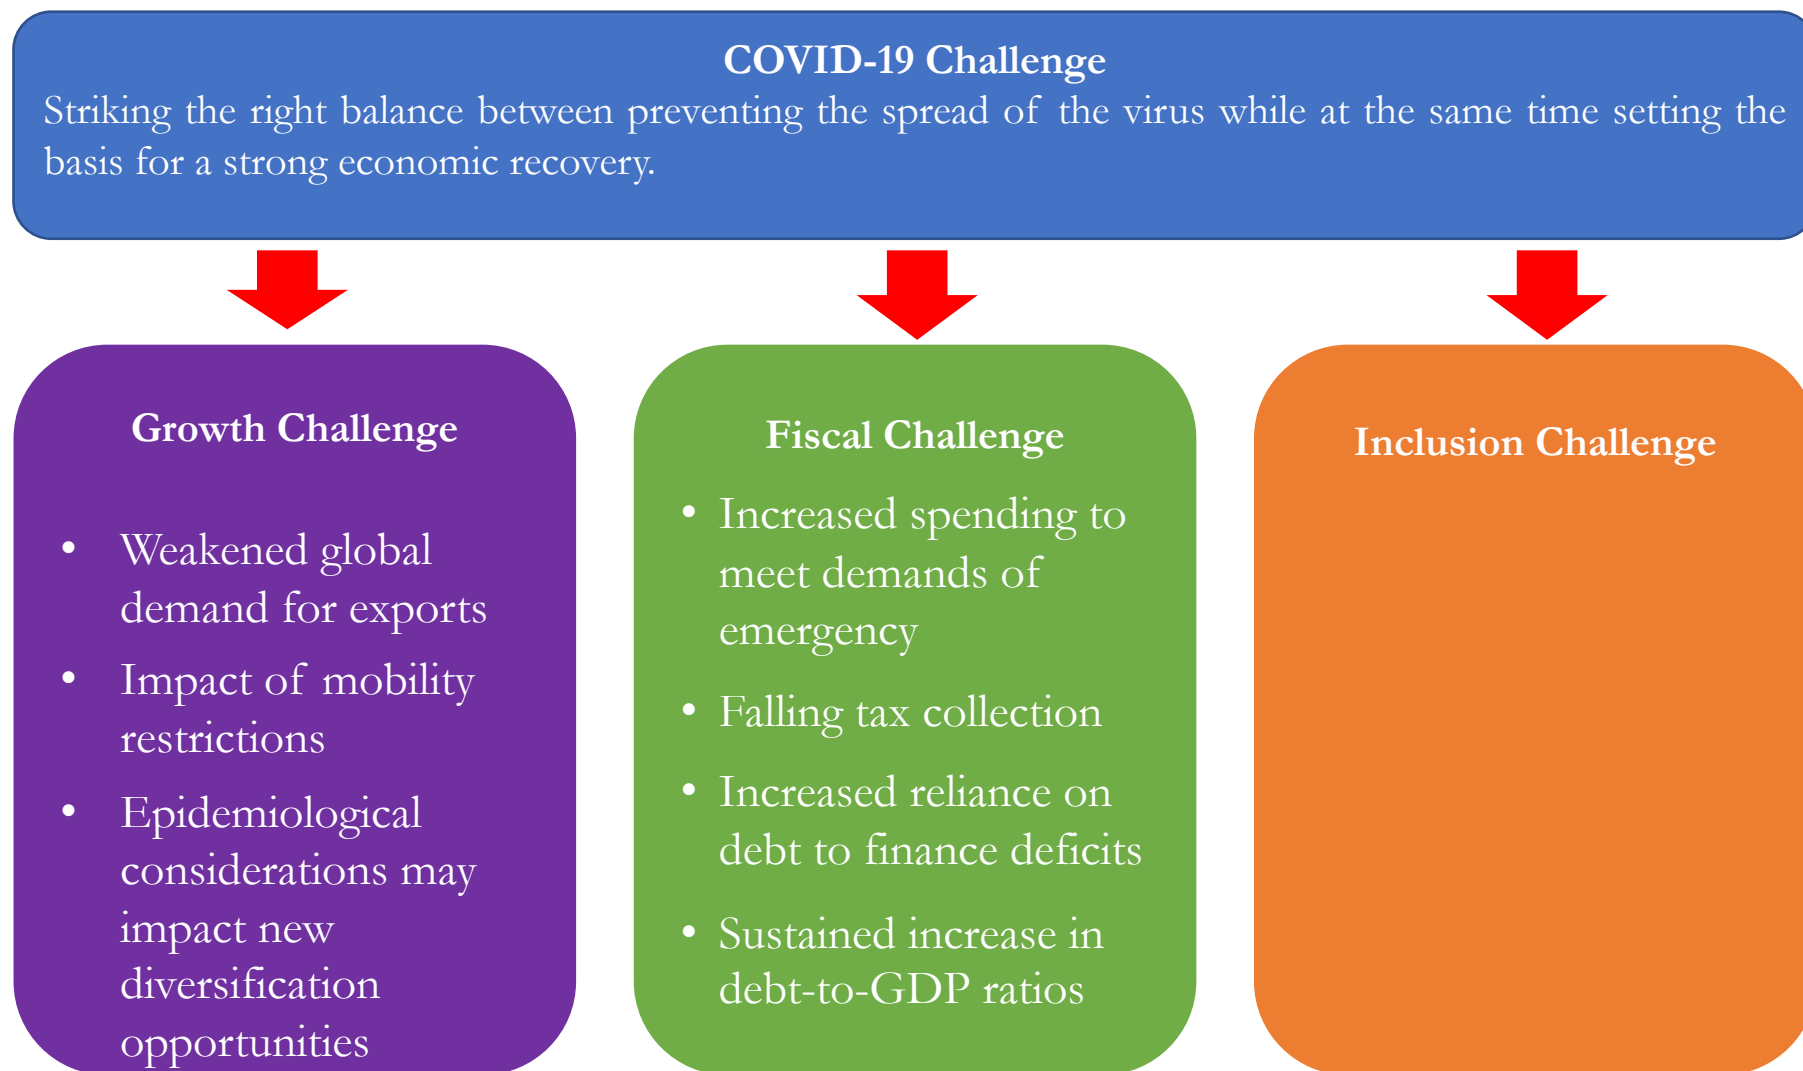 COVID-19 Challenge
Striking the right balance between preventing the spread of the virus while at the same time setting the
basis for a strong economic recovery.
Growth Challenge
• Weakened global
demand for exports
• Impact of mobility
restrictions
• Epidemiological
considerations may
impact new
diversification
opportunities
Fiscal Challenge
• Increased spending to
meet demands of
emergency
• Falling tax collection
• Increased reliance on
debt to finance deficits
• Sustained increase in
debt-to-GDP ratios
Inclusion Challenge